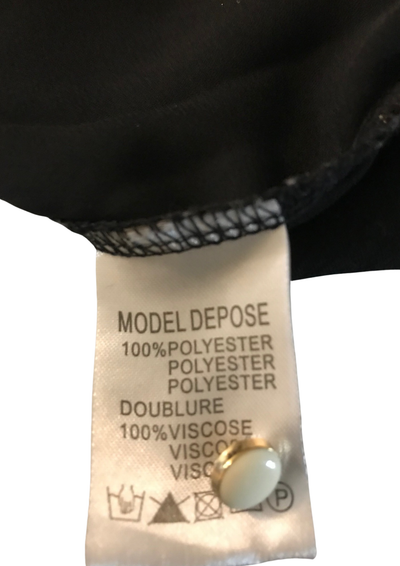 MODEL DEPOSE
100%POLYESTER
POLYESTER
POLYESTER
DOUBLURE
100%VISCOSE
P